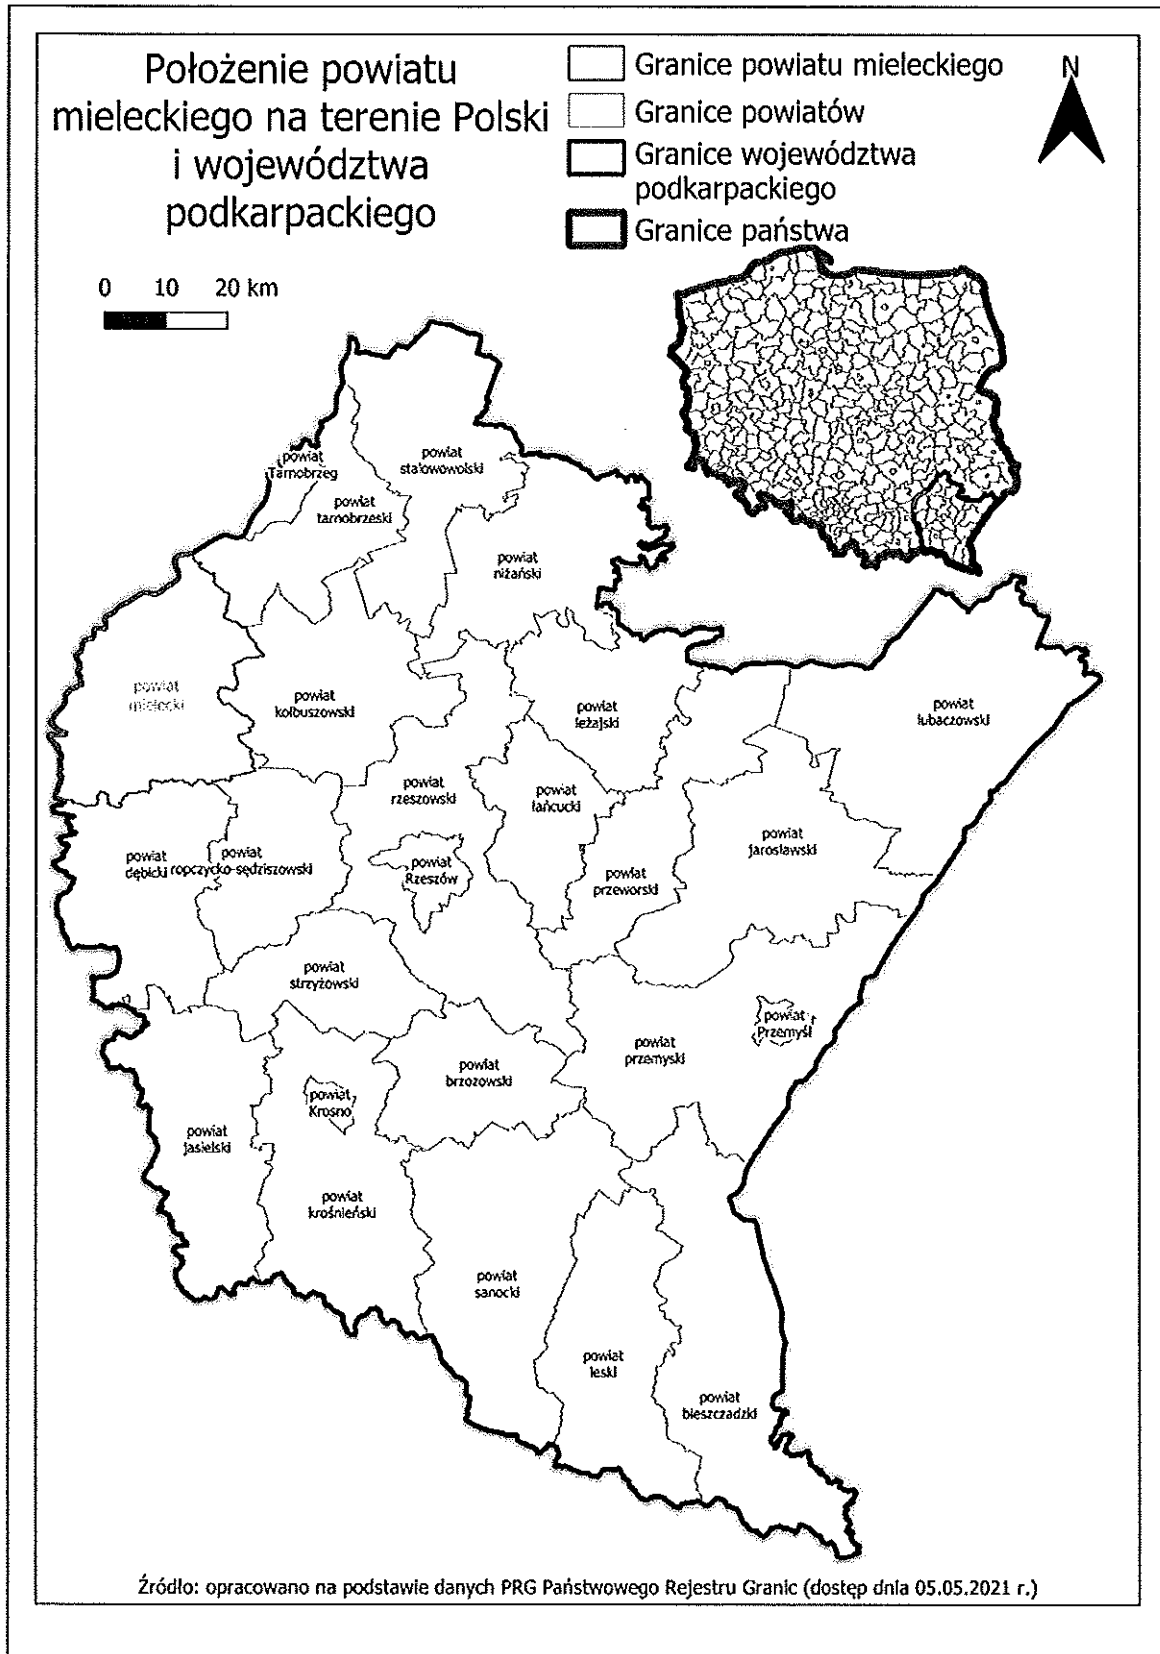 Położenie powiatu
mieleckiego na terenie Polski
i województwa
podkarpackiego
Granice powiatu mieleckiego
Granice powiatów
Granice województwa
podkarpackiego
Granice państwa
N
0 10 20 km
powiat
Tarnobrzeg
powiat
stalowowolski
powiat
tarnobrzeski
powiat
niżański
powiat
mielecki
powiat
kolbuszowski
powiat
leżajski
powiat
lubaczowski
powiat
rzeszowski
powiat
łańcucki
powiat
jarosławski
powiat
dębicki
powiat
ropczycko-sędziszowski
powiat
Rzeszów
powiat
przeworski
powiat
strzyżowski
powiat
Przemyśl
powiat
przemyski
powiat
brzozowski
powiat
Krosno
powiat
jasielski
powiat
krośnieński
powiat
sanocki
powiat
leski
powiat
bieszczadzki
Źródło: opracowano na podstawie danych PRG Państwowego Rejestru Granic (dostęp dnia 05.05.2021 r.)